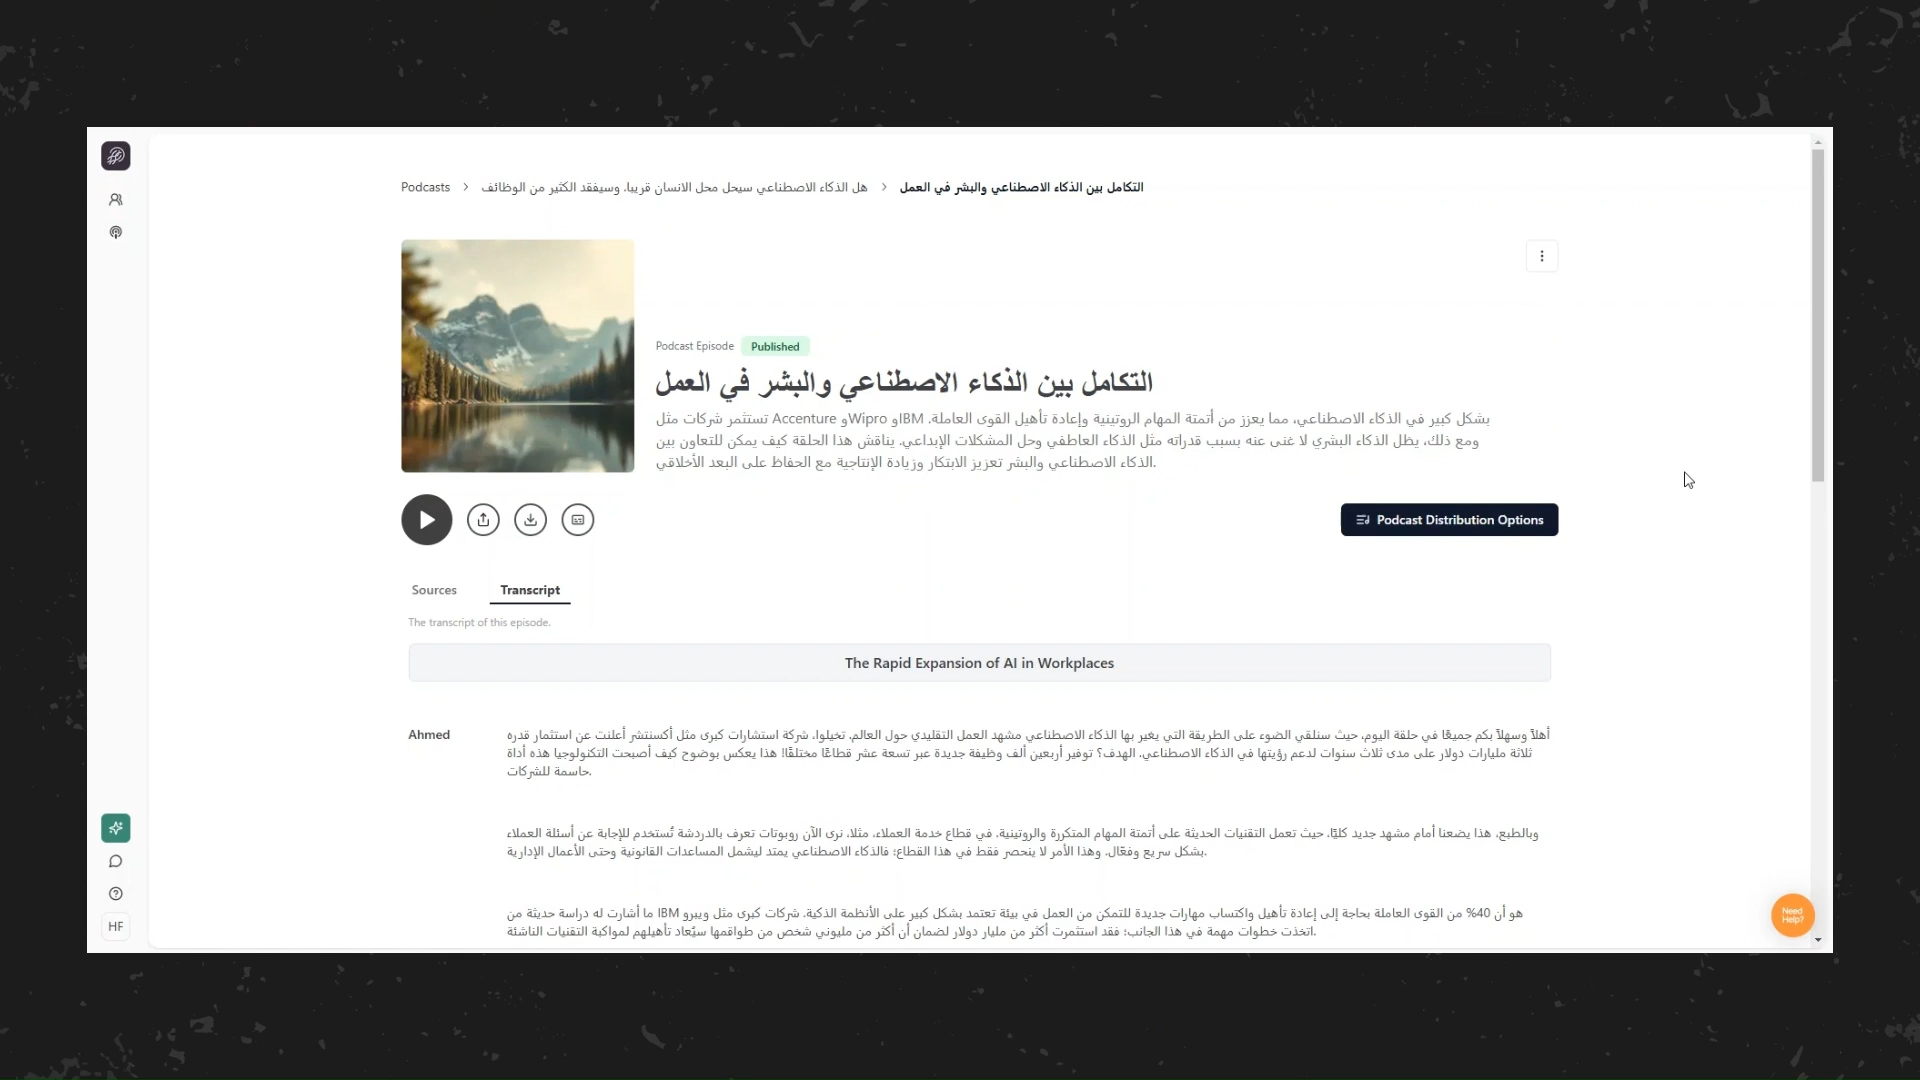 Podcasts > هل الذكاء الاصطناعي سيحل محل الانسان قريبا، وسيفقد الكثير من الوظائف > التكامل بين الذكاء الاصطناعي والبشر في العمل
Podcast Episode Published
التكامل بين الذكاء الاصطناعي والبشر في العمل
تستثمر شركات مثل Accenture وWipro وIBM بشكل كبير في الذكاء الاصطناعي، مما يعزز من أتمتة المهام الروتينية وإعادة تأهيل القوى العاملة.
ومع ذلك، يظل الذكاء البشري لا غنى عنه بسبب قدراته مثل الذكاء العاطفي وحل المشكلات الإبداعي. يناقش هذا الحلقة كيف يمكن للتعاون بين
الذكاء الاصطناعي والبشر تعزيز الابتكار وزيادة الإنتاجية مع الحفاظ على البعد الأخلاقي.
Podcast Distribution Options
Sources Transcript
The transcript of this episode.
The Rapid Expansion of AI in Workplaces
Ahmed
أهلاً وسهلاً بكم جميعًا في حلقة اليوم، حيث سنلقي الضوء على الطريقة التي يغير بها الذكاء الاصطناعي مشهد العمل التقليدي حول العالم. تخيلوا، شركة استشارات كبرى مثل أكسنتشر أعلنت عن استثمار قدره
ثلاثة مليارات دولار على مدى ثلاث سنوات لدعم رؤيتها في الذكاء الاصطناعي. الهدف؟ توفير أربعين ألف وظيفة جديدة عبر تسعة عشر قطاعًا مختلفًا! هذا يعكس بوضوح كيف أصبحت التكنولوجيا هذه أداة
حاسمة للشركات.
وبالطبع، هذا يضعنا أمام مشهد جديد كليًا، حيث تعمل التقنيات الحديثة على أتمتة المهام المتكررة والروتينية. في قطاع خدمة العملاء، مثلا، نرى الآن روبوتات تعرف بالدردشة تُستخدم للإجابة عن أسئلة العملاء
بشكل سريع وفعّال. وهذا الأمر لا ينحصر فقط في هذا القطاع؛ فالذكاء الاصطناعي يمتد ليشمل المساعدات القانونية وحتى الأعمال الإدارية.
ما أشارت له دراسة حديثة من IBM هو أن 40% من القوى العاملة بحاجة إلى إعادة تأهيل واكتساب مهارات جديدة للتمكن من العمل في بيئة تعتمد بشكل كبير على الأنظمة الذكية. شركات كبرى مثل ويبرو
اتخذت خطوات مهمة في هذا الجانب؛ فقد استثمرت أكثر من مليار دولار لضمان أن أكثر من مليوني شخص من طواقمها سيُعاد تأهيلهم لمواكبة التقنيات الناشئة.
HF
Need
Help?